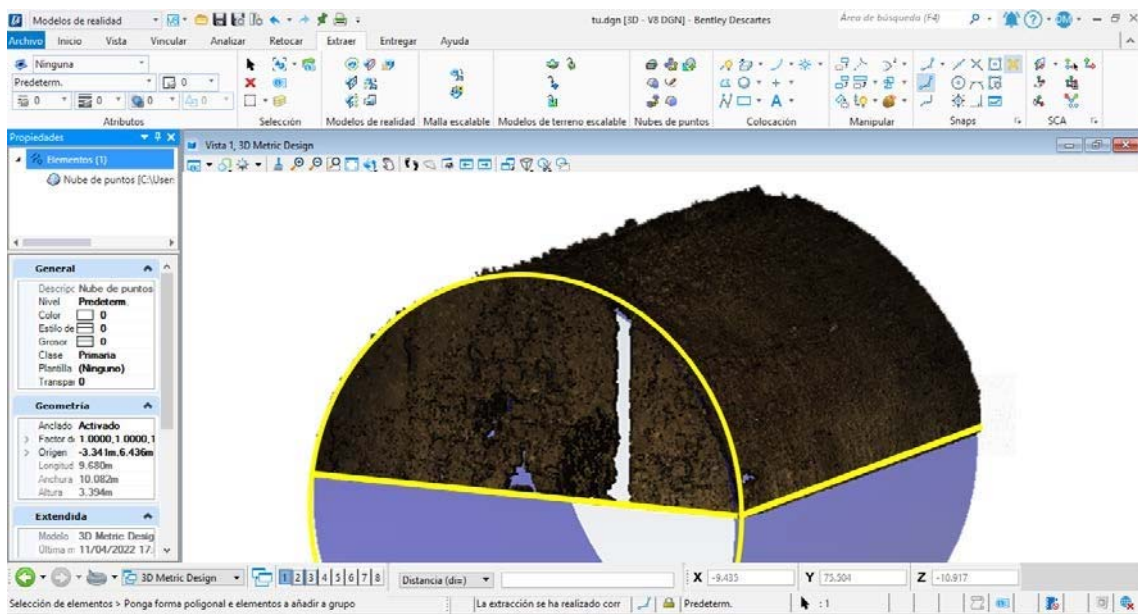 Modelos de realidad
tu.dgn [3D - V8 DGN] - Bentley Descartes
Área de búsqueda (F4)
Archivo Inicio Vista Vincular Analizar Retocar Extraer Entregar Ayuda
Ninguna
Predeterm.
0
0 0 0 0
Atributos Selección Modelos de realidad Malla escalable Modelos de terreno escalable Nubes de puntos Colocación Manipular Snaps SCA
Propiedades
Elementos (1)
Nube de puntos [C:\User
Vista 1, 3D Metric Design
General
Descripc Nube de puntos
Nivel Predeterm.
Color 0
Estilo de 0
Grosor 0
Clase Primaria
Plantilla (Ninguno)
Transpar 0
Geometría
Anclado Activado
Factor d 1.0000,1.0000,1
Origen -3.341m,6.436m
Longitud 9.680m
Anchura 10.082m
Altura 3.394m
Extendida
Modelo 3D Metric Desig
Última m 11/04/2022 17.
3D Metric Design 1 2 3 4 5 6 7 8 Distancia (di=) X -9.435 Y 75.504 Z -10.917
Selección de elementos > Ponga forma poligonal e elementos a añadir a grupo La extracción se ha realizado corr Predeterm. : 1